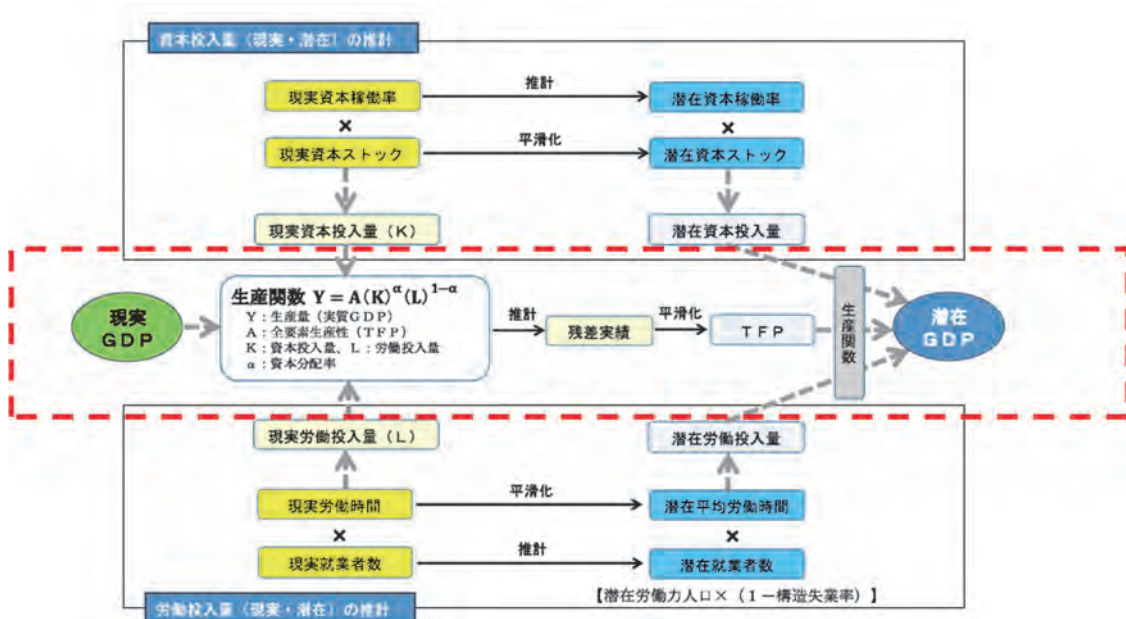 資本投入量（現実・潜在）の推計
現実資本稼働率
推計
潜在資本稼働率
×
×
現実資本ストック
平滑化
潜在資本ストック
現実資本投入量（Ｋ）
潜在資本投入量
現実
ＧＤＰ
生産関数 Y＝A(K)^α(L)^1−α
Ｙ：生産量（実質ＧＤＰ）
Ａ：全要素生産性（ＴＦＰ）
Ｋ：資本投入量、Ｌ：労働投入量
α：資本分配率
推計
残差実績
平滑化
ＴＦＰ
生産関数
潜在
ＧＤＰ
現実労働投入量（Ｌ）
潜在労働投入量
現実労働時間
平滑化
潜在平均労働時間
×
×
現実就業者数
推計
潜在就業者数
【潜在労働力人口×（１－構造失業率）】
労働投入量（現実・潜在）の推計